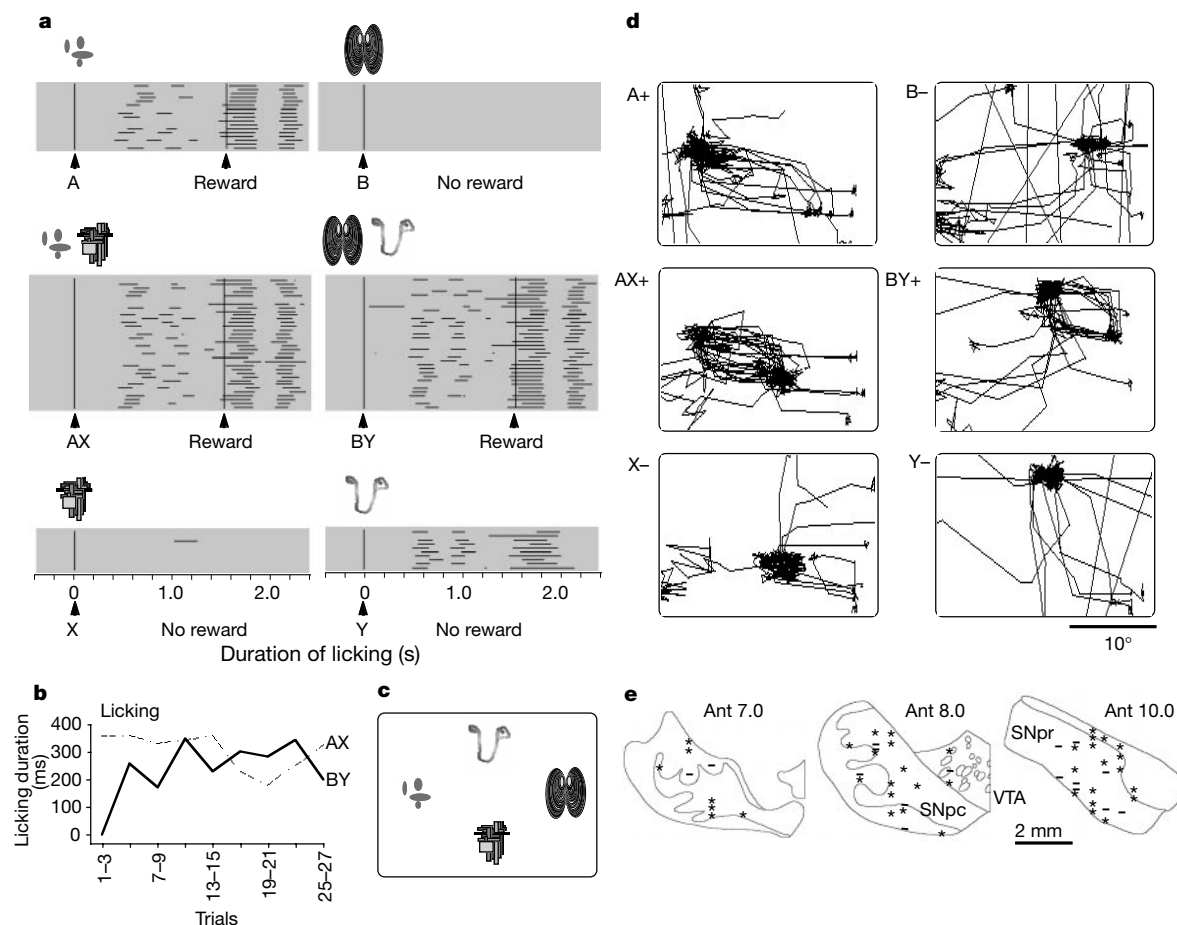 a
A
Reward
B
No reward
AX
Reward
BY
Reward
0 1.0 2.0
0 1.0 2.0
X
No reward
Y
No reward
Duration of licking (s)
b
Licking
Licking duration
(ms)
400
300
200
100
0
AX
BY
1–3
7–9
13–15
19–21
25–27
Trials
c
d
A+
B–
AX+
BY+
X–
Y–
10°
e
Ant 7.0
Ant 8.0
Ant 10.0
SNpr
SNpc
VTA
2 mm